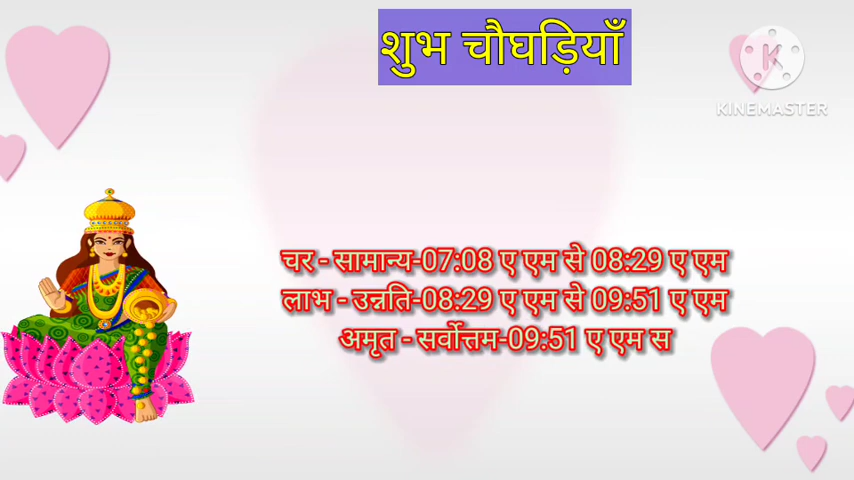 शुभ चौघड़ियाँ
KINEMASTER
चर - सामान्य-07:08 ए एम से 08:29 ए एम
लाभ - उन्नति-08:29 ए एम से 09:51 ए एम
अमृत - सर्वोत्तम-09:51 ए एम स